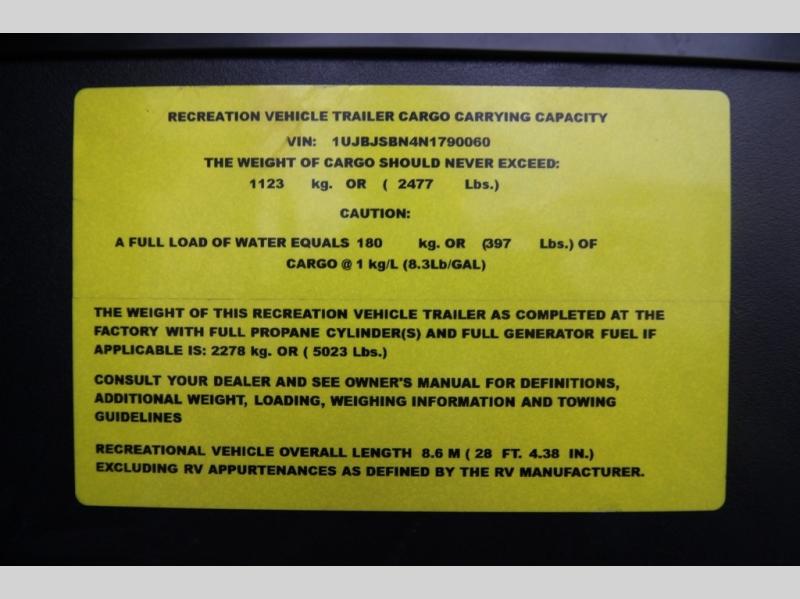 RECREATION VEHICLE TRAILER CARGO CARRYING CAPACITY
VIN: 1UJBJSBN4N1790060
THE WEIGHT OF CARGO SHOULD NEVER EXCEED:
1123 kg. OR ( 2477 Lbs.)
CAUTION:
A FULL LOAD OF WATER EQUALS 180 kg. OR (397 Lbs.) OF
CARGO @ 1 kg/L (8.3Lb/GAL)
THE WEIGHT OF THIS RECREATION VEHICLE TRAILER AS COMPLETED AT THE
FACTORY WITH FULL PROPANE CYLINDER(S) AND FULL GENERATOR FUEL IF
APPLICABLE IS: 2278 kg. OR ( 5023 Lbs.)
CONSULT YOUR DEALER AND SEE OWNER'S MANUAL FOR DEFINITIONS,
ADDITIONAL WEIGHT, LOADING, WEIGHING INFORMATION AND TOWING
GUIDELINES
RECREATIONAL VEHICLE OVERALL LENGTH 8.6 M ( 28 FT. 4.38 IN.)
EXCLUDING RV APPURTENANCES AS DEFINED BY THE RV MANUFACTURER.